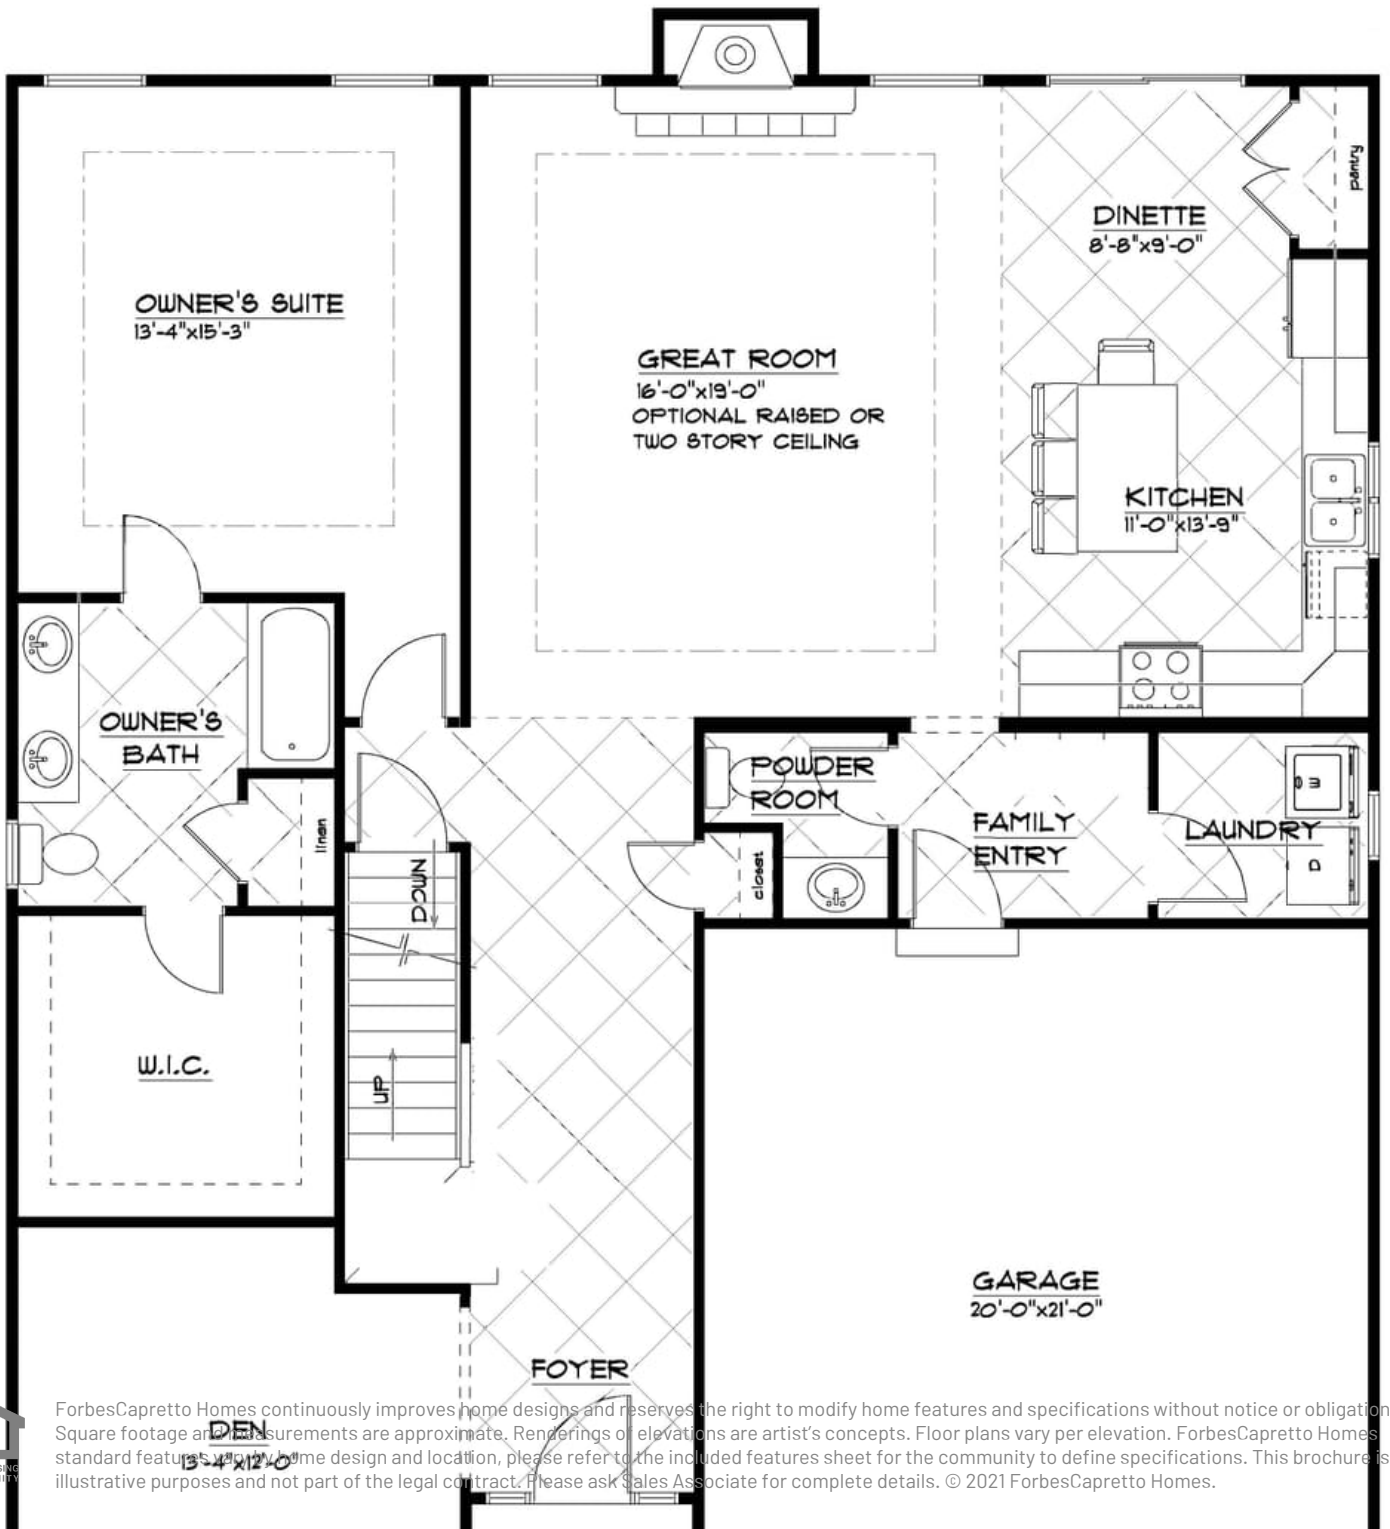 pantry
DINETTE
8'-8"x9'-0"
OWNER'S SUITE
13'-4"x15'-3"
GREAT ROOM
16'-0"x19'-0"
OPTIONAL RAISED OR
TWO STORY CEILING
KITCHEN
11'-0"x13'-9"
OWNER'S
BATH
linen
DOWN
POWDER
ROOM
closet
FAMILY
ENTRY
LAUNDRY
W
D
W.I.C.
UP
GARAGE
20'-0"x21'-0"
FOYER
DEN
13'-4"x12'-0"
ForbesCapretto Homes continuously improves home designs and reserves the right to modify home features and specifications without notice or obligation
Square footage and measurements are approximate. Renderings of elevations are artist's concepts. Floor plans vary per elevation. ForbesCapretto Homes
standard features vary by home design and location, please refer to the included features sheet for the community to define specifications. This brochure is
illustrative purposes and not part of the legal contract. Please ask Sales Associate for complete details. © 2021 ForbesCapretto Homes.